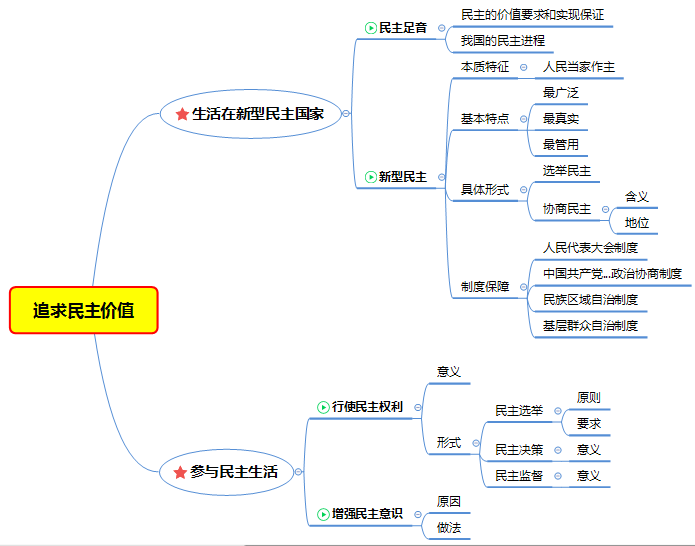 追求民主价值
生活在新型民主国家
民主足音
民主的价值要求和实现保证
我国的民主进程
新型民主
本质特征
人民当家作主
基本特点
最广泛
最真实
最管用
具体形式
选举民主
协商民主
含义
地位
制度保障
人民代表大会制度
中国共产党...政治协商制度
民族区域自治制度
基层群众自治制度
参与民主生活
行使民主权利
意义
形式
民主选举
原则
要求
民主决策
意义
民主监督
意义
增强民主意识
原因
做法